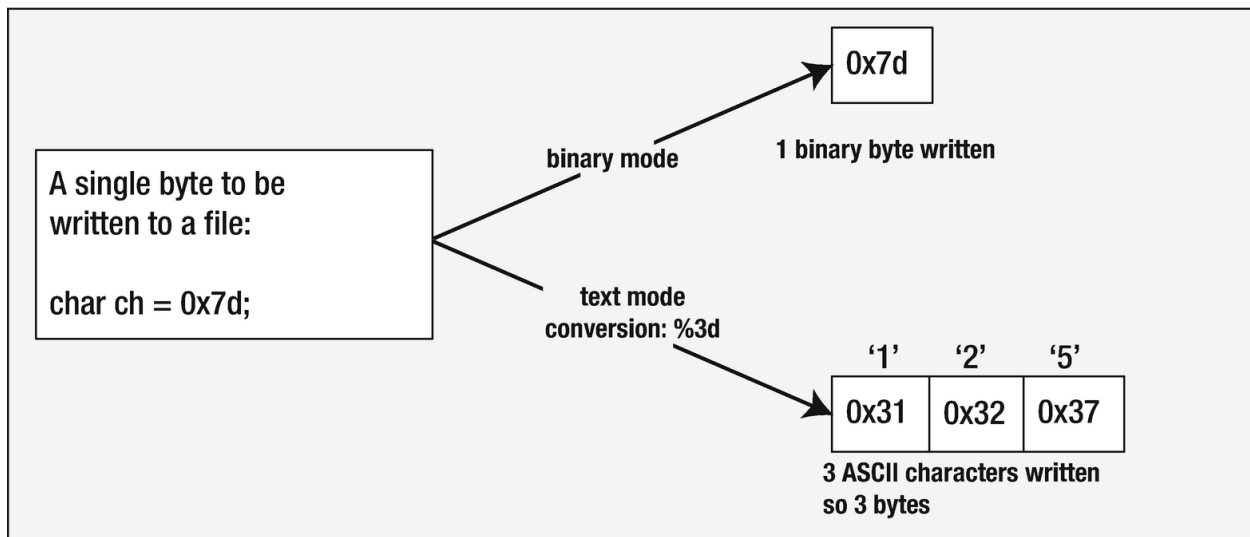 A single byte to be
written to a file:
char ch = 0x7d;
binary mode
0x7d
1 binary byte written
text mode
conversion: %3d
‘1’ ‘2’ ‘5’
0x31 0x32 0x37
3 ASCII characters written
so 3 bytes